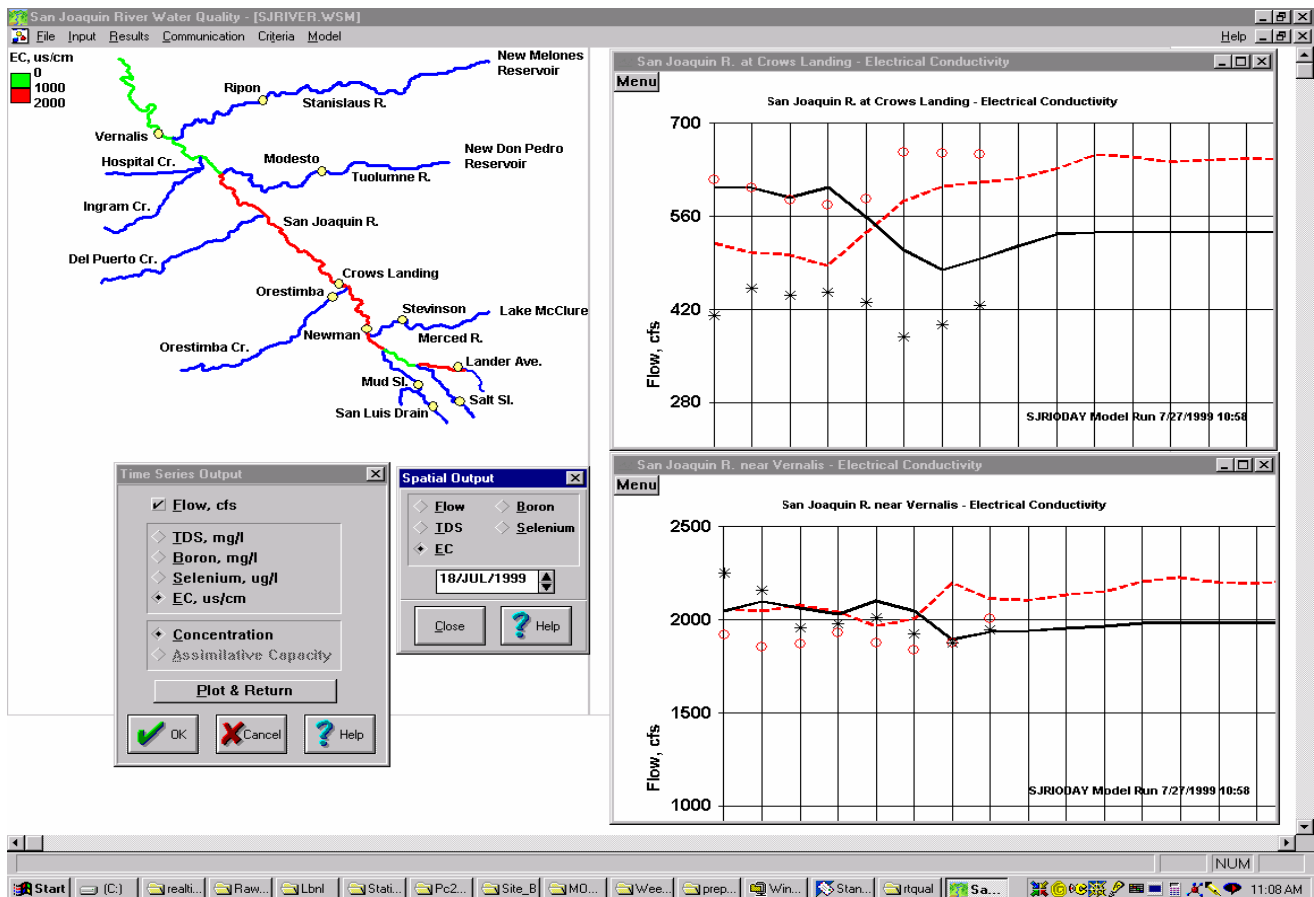 San Joaquin River Water Quality - [SJRIVER.WSM]
File Input Results Communication Criteria Model Help
EC, us/cm
0
1000
2000
New Melones
Reservoir
Ripon
Stanislaus R.
Vernalis
Hospital Cr.
Modesto
New Don Pedro
Reservoir
Tuolumne R.
Ingram Cr.
San Joaquin R.
Del Puerto Cr.
Crows Landing
Orestimba
Stevinson
Lake McClure
Newman
Merced R.
Orestimba Cr.
Lander Ave.
Mud Sl.
Salt Sl.
San Luis Drain
San Joaquin R. at Crows Landing - Electrical Conductivity
Menu
San Joaquin R. at Crows Landing - Electrical Conductivity
700
560
420
280
Flow, cfs
SJRIODAY Model Run 7/27/1999 10:58
Time Series Output
Flow, cfs
TDS, mg/l
Boron, mg/l
Selenium, ug/l
EC, us/cm
Concentration
Assimilative Capacity
Plot & Return
OK
Cancel
Help
Spatial Output
Flow
Boron
TDS
Selenium
EC
18/JUL/1999
Close
Help
San Joaquin R. near Vernalis - Electrical Conductivity
Menu
San Joaquin R. near Vernalis - Electrical Conductivity
2500
2000
1500
1000
Flow, cfs
SJRIODAY Model Run 7/27/1999 10:58
NUM
Start (C:) realti... Raw... Lbnl Stati... Pc2... Site_B MO... Wee... prep... Win... Stan... rtqual Sa... 11:08 AM